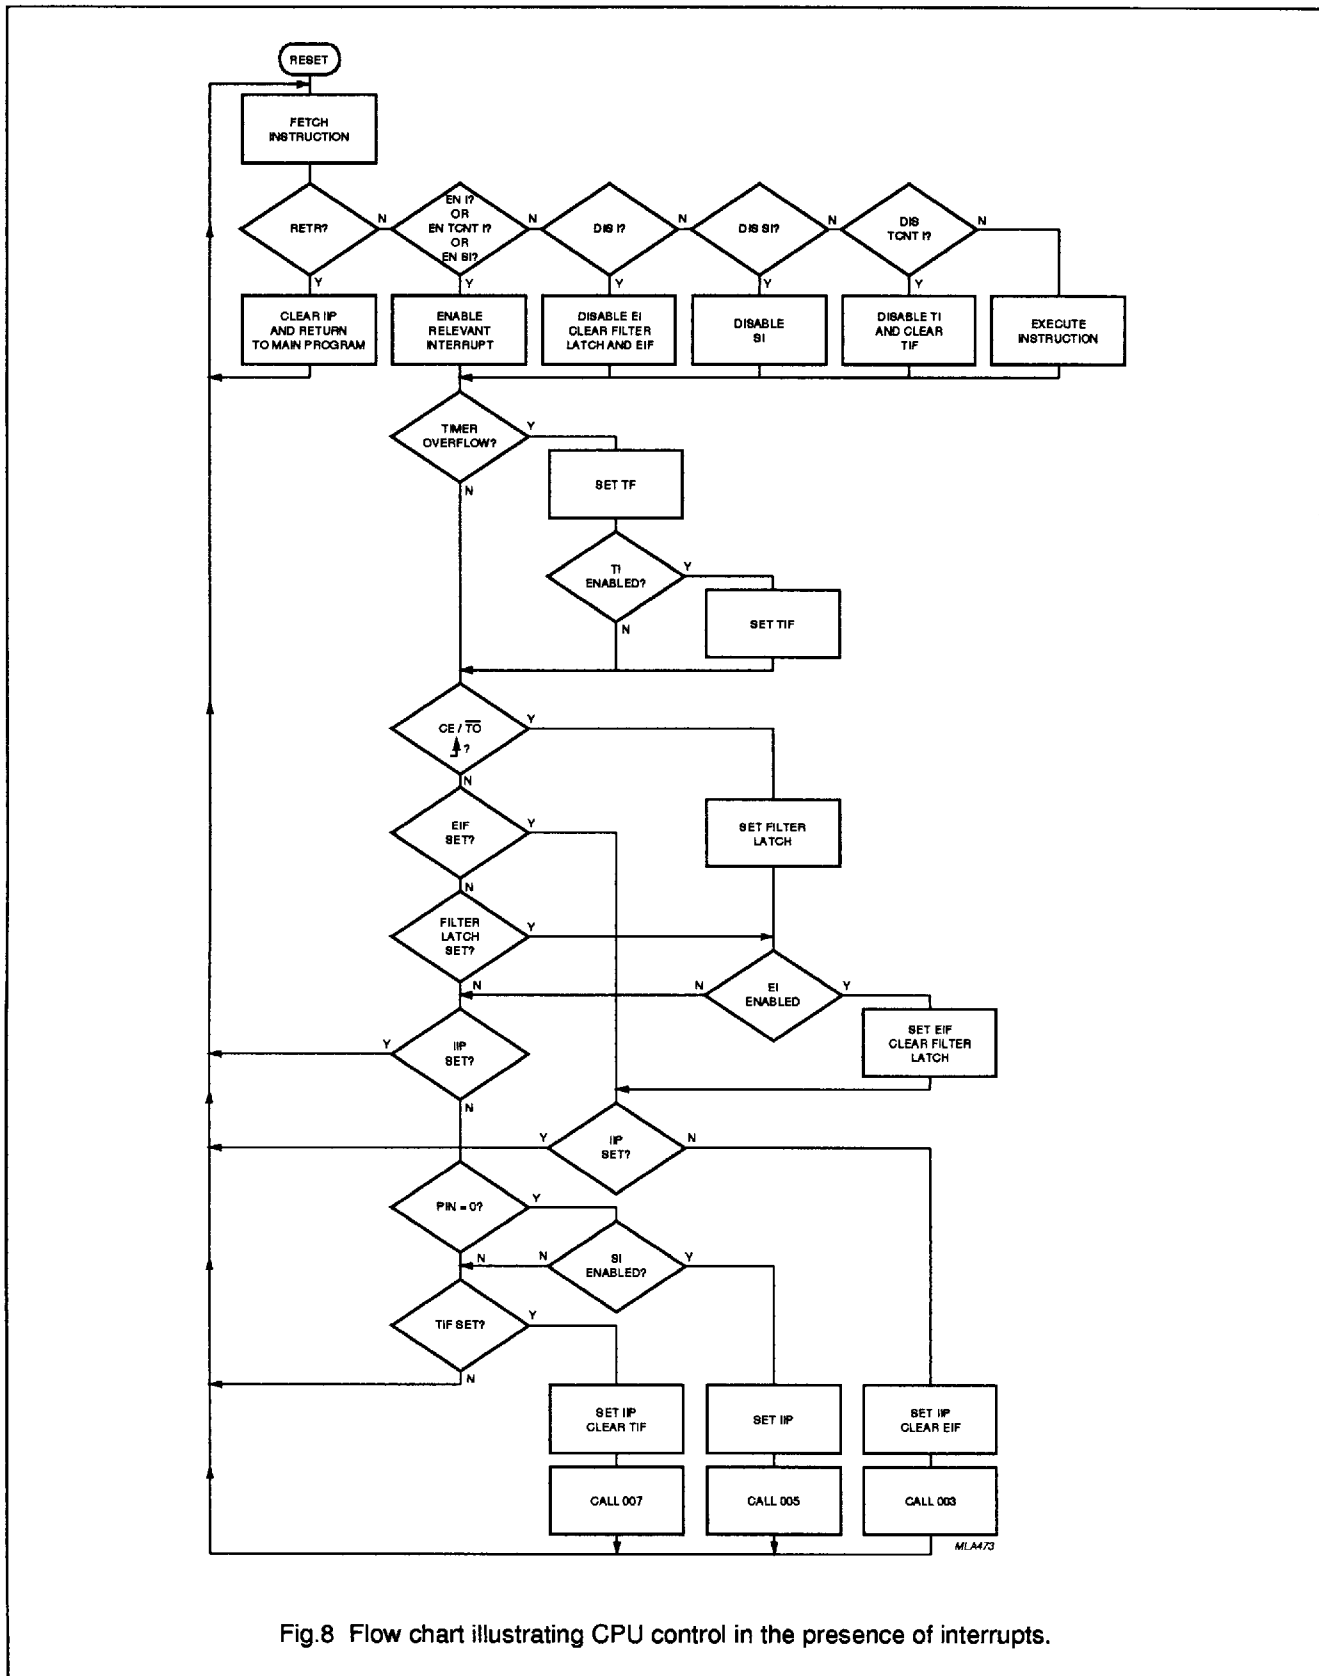 RESET
FETCH
INSTRUCTION
RETR?
N
Y
EN I?
OR
EN TCNT I?
OR
EN SI?
N
Y
DIS I?
N
Y
DIS SI?
N
Y
DIS
TCNT I?
N
Y
CLEAR IIP
AND RETURN
TO MAIN PROGRAM
ENABLE
RELEVANT
INTERRUPT
DISABLE EI
CLEAR FILTER
LATCH AND EIF
DISABLE
SI
DISABLE TI
AND CLEAR
TIF
EXECUTE
INSTRUCTION
TIMER
OVERFLOW?
Y
N
SET TF
TI
ENABLED?
Y
N
SET TIF
CE / T̅O̅
?
Y
N
EIF
SET?
Y
N
SET FILTER
LATCH
FILTER
LATCH
SET?
Y
N
EI
ENABLED
N
Y
SET EIF
CLEAR FILTER
LATCH
IIP
SET?
Y
N
IIP
SET?
Y
N
PIN = 0?
Y
N
SI
ENABLED?
N
Y
TIF SET?
Y
N
SET IIP
CLEAR TIF
SET IIP
SET IIP
CLEAR EIF
CALL 007
CALL 005
CALL 003
MLA473
Fig.8 Flow chart illustrating CPU control in the presence of interrupts.